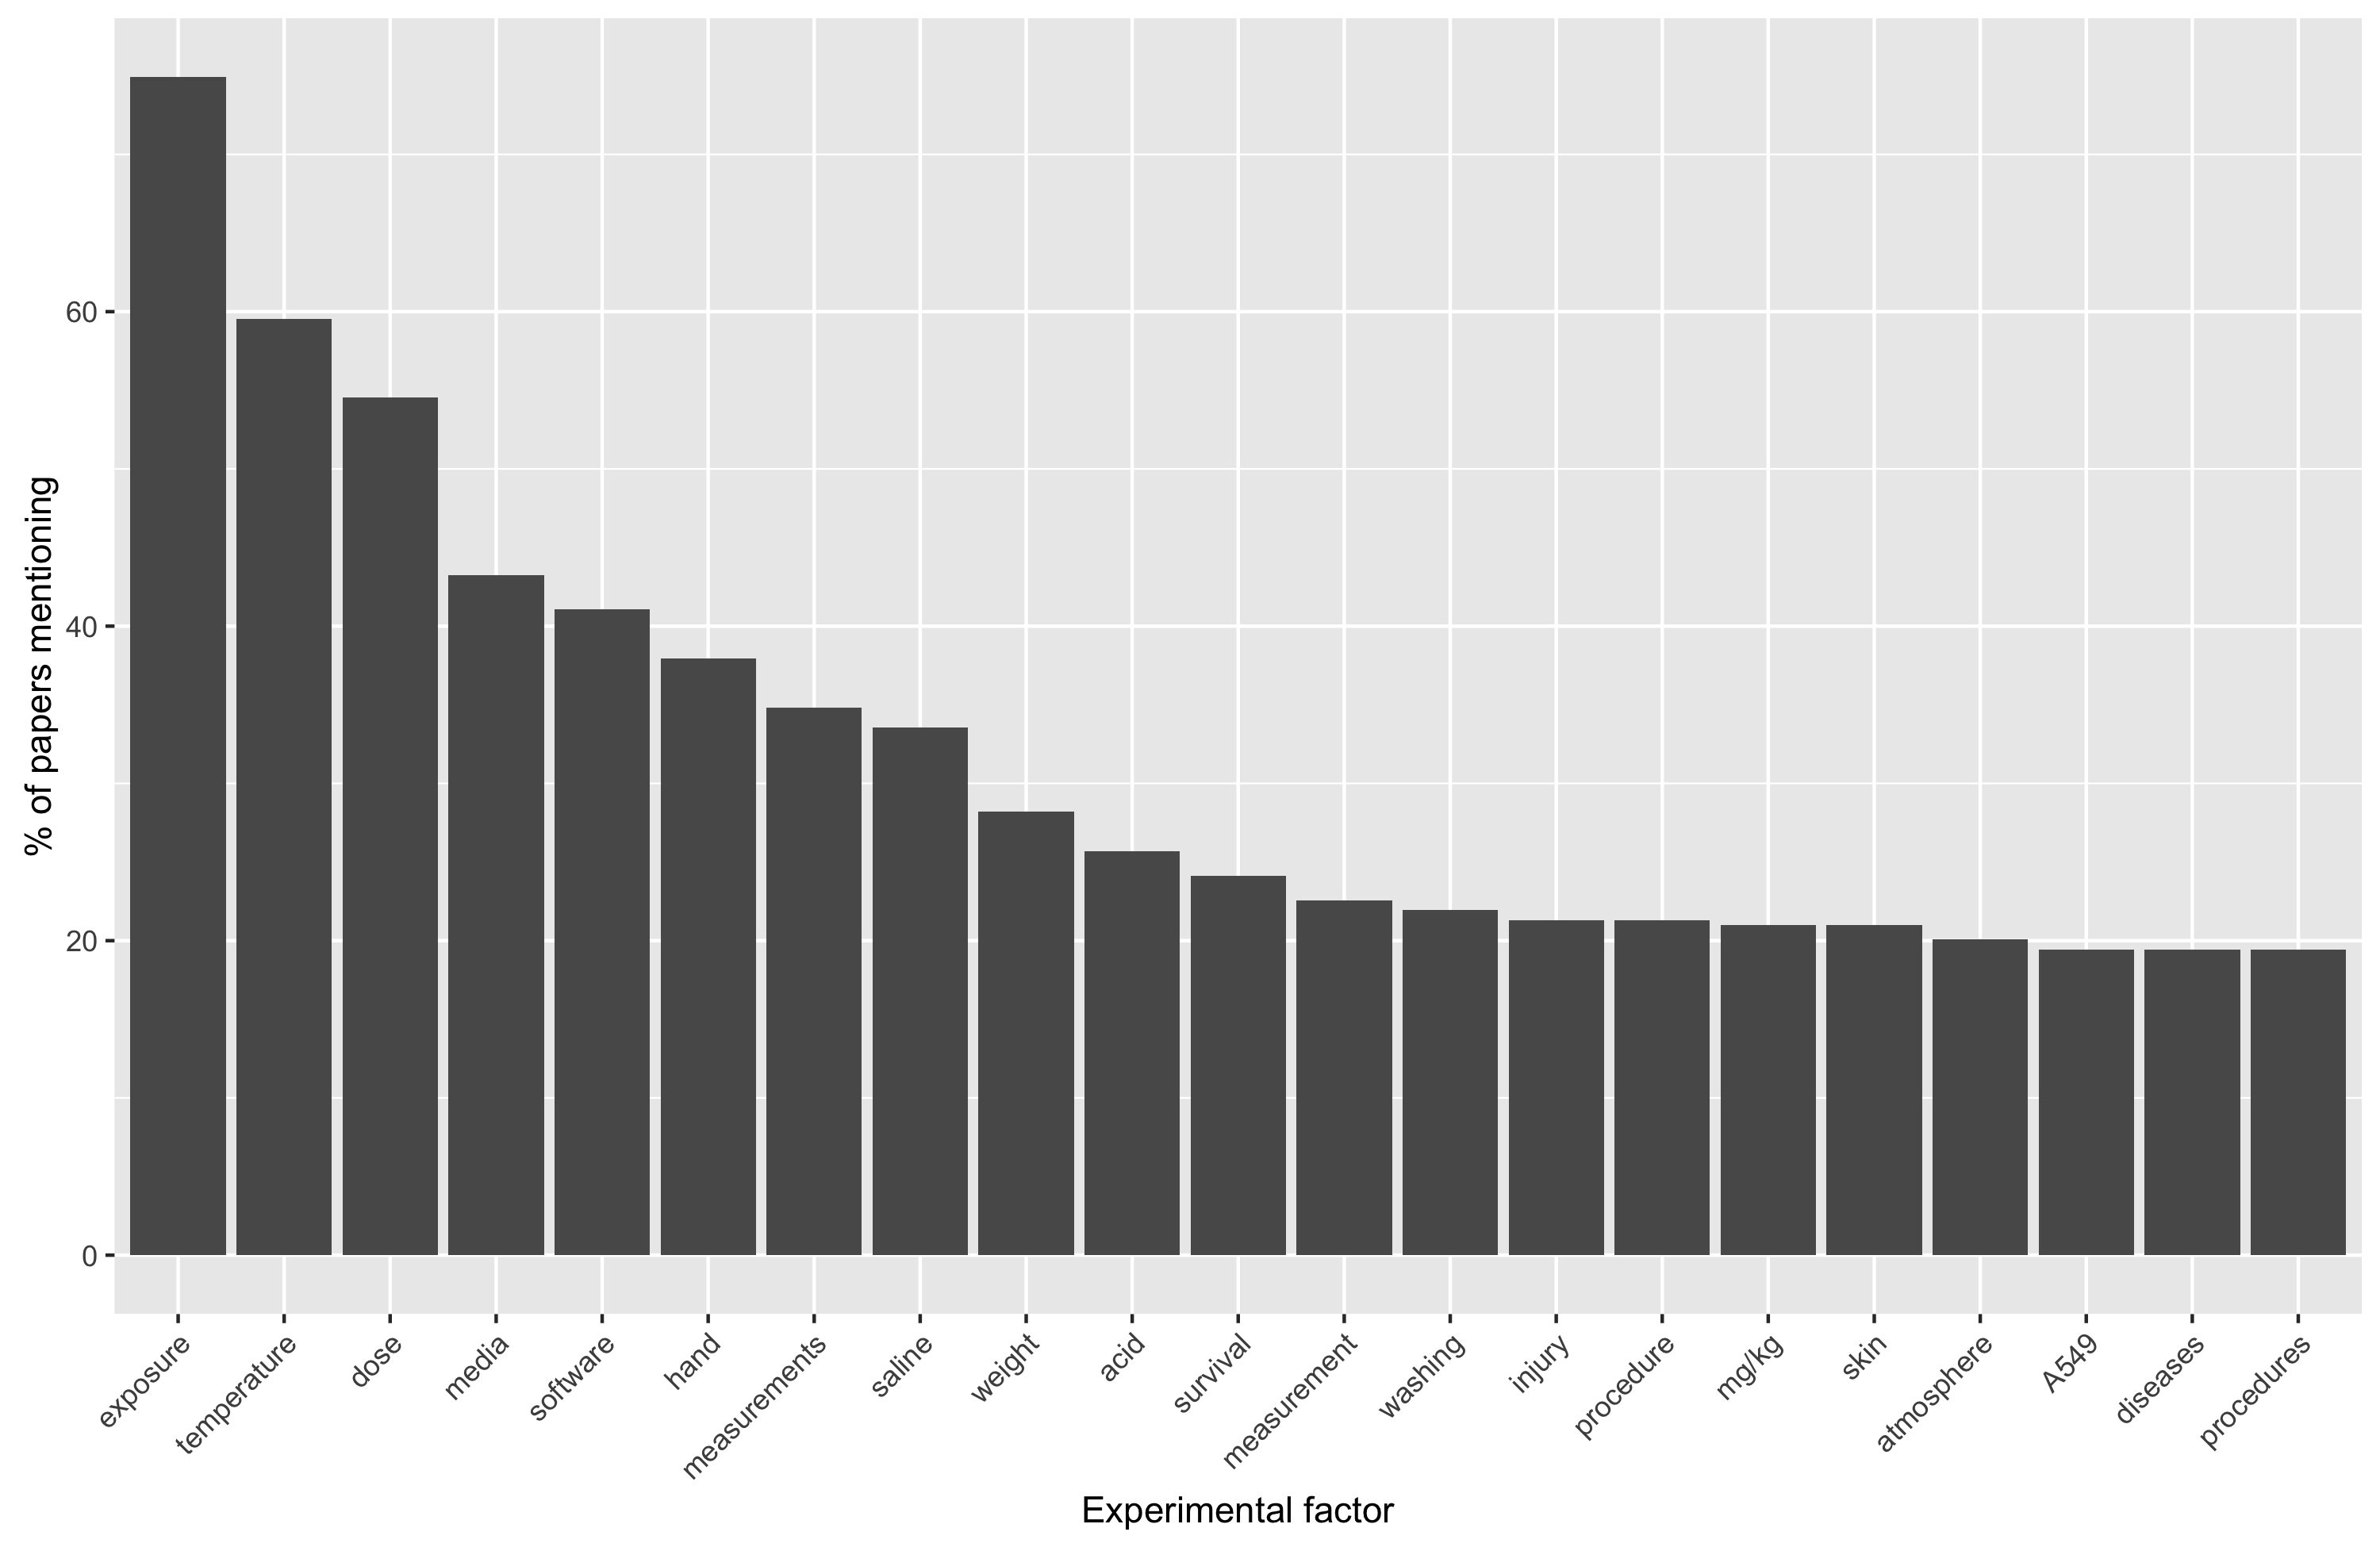 % of papers mentioning
60
40
20
0
exposure
temperature
dose
media
software
hand
measurements
saline
weight
acid
survival
measurement
washing
injury
procedure
mg/kg
skin
atmosphere
A549
diseases
procedures
Experimental factor